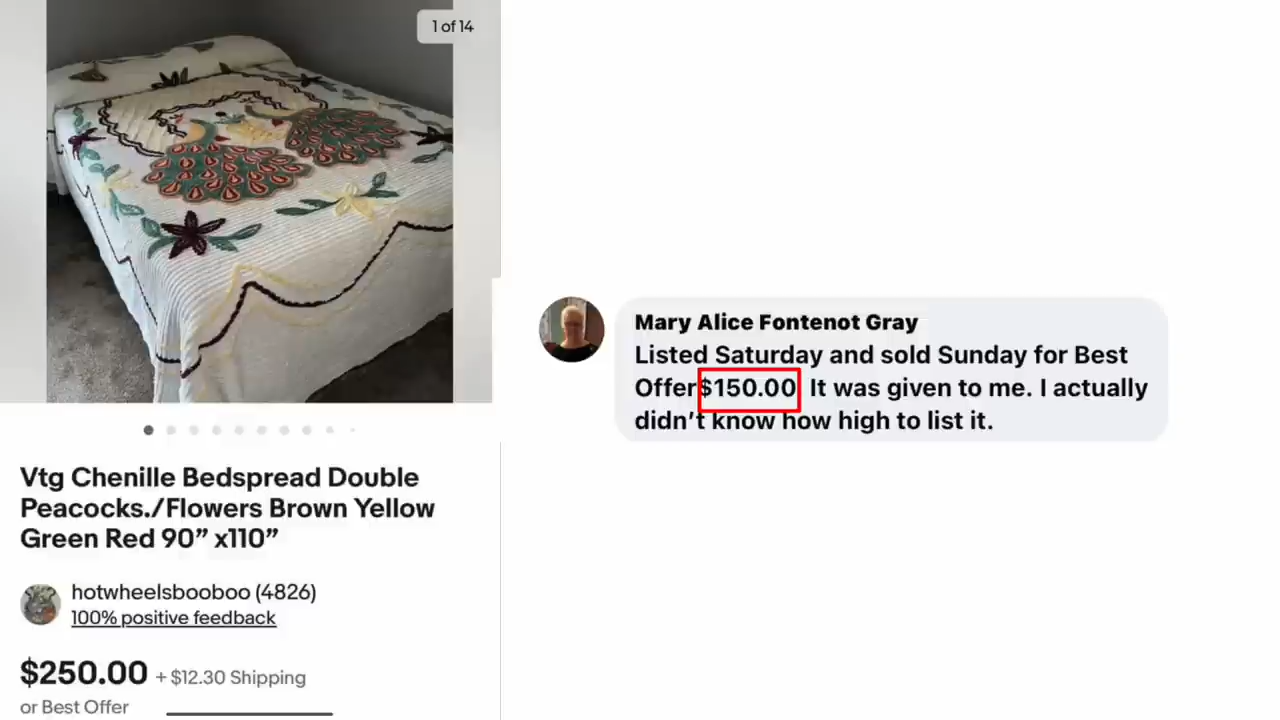 1 of 14
Vtg Chenille Bedspread Double
Peacocks./Flowers Brown Yellow
Green Red 90” x110”
hotwheelsbooboo (4826)
100% positive feedback
$250.00 + $12.30 Shipping
or Best Offer
Mary Alice Fontenot Gray
Listed Saturday and sold Sunday for Best
Offer$150.00 It was given to me. I actually
didn’t know how high to list it.